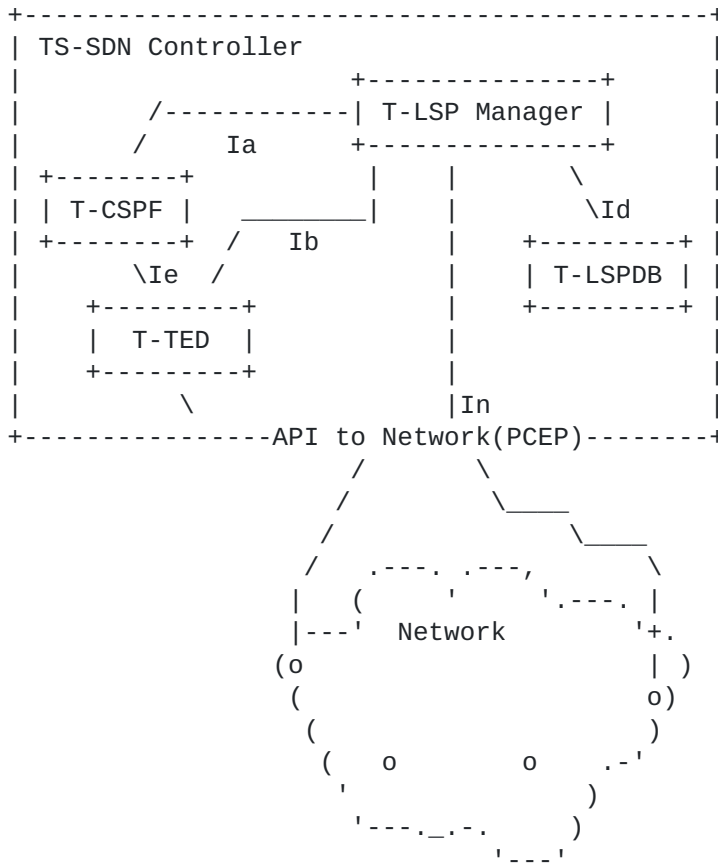 TS-SDN Controller
T-LSP Manager
Ia
T-CSPF
Id
Ib
Ie
T-LSPDB
T-TED
In
API to Network(PCEP)
Network
o
o
o o